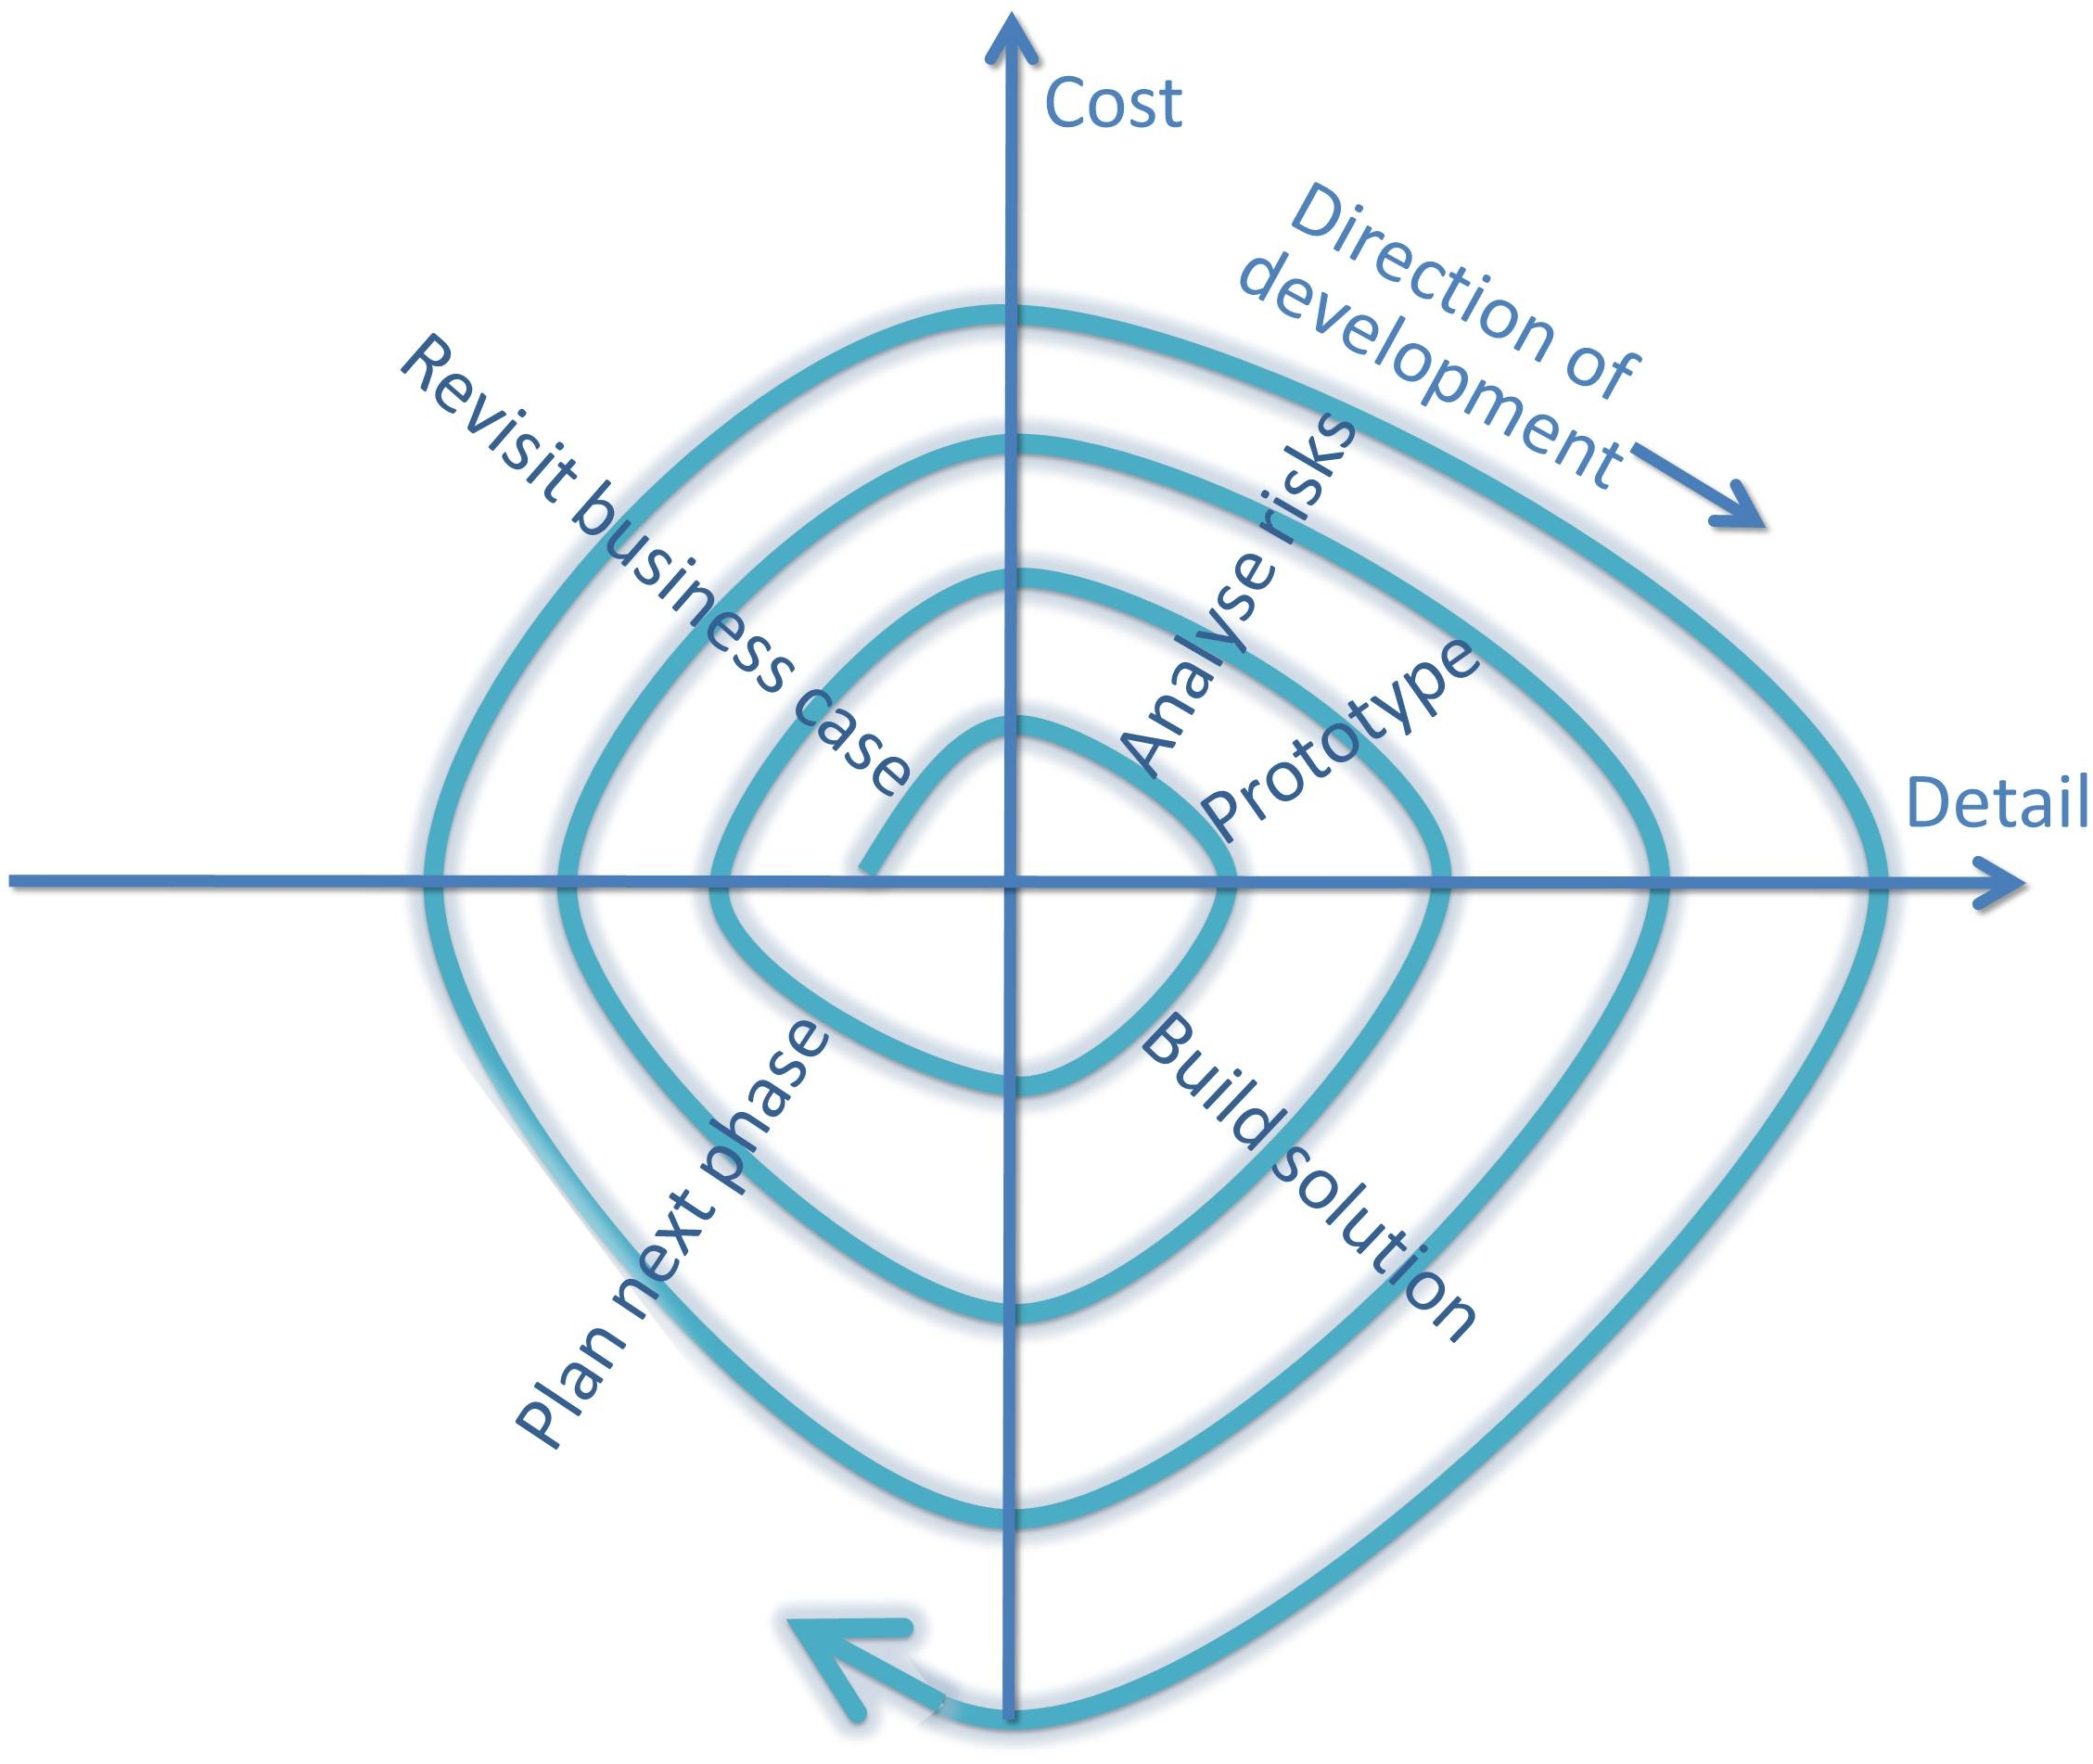 Cost
Direction of
development
Revisit business case
Analyse risks
Prototype
Detail
Plan next phase
Build solution